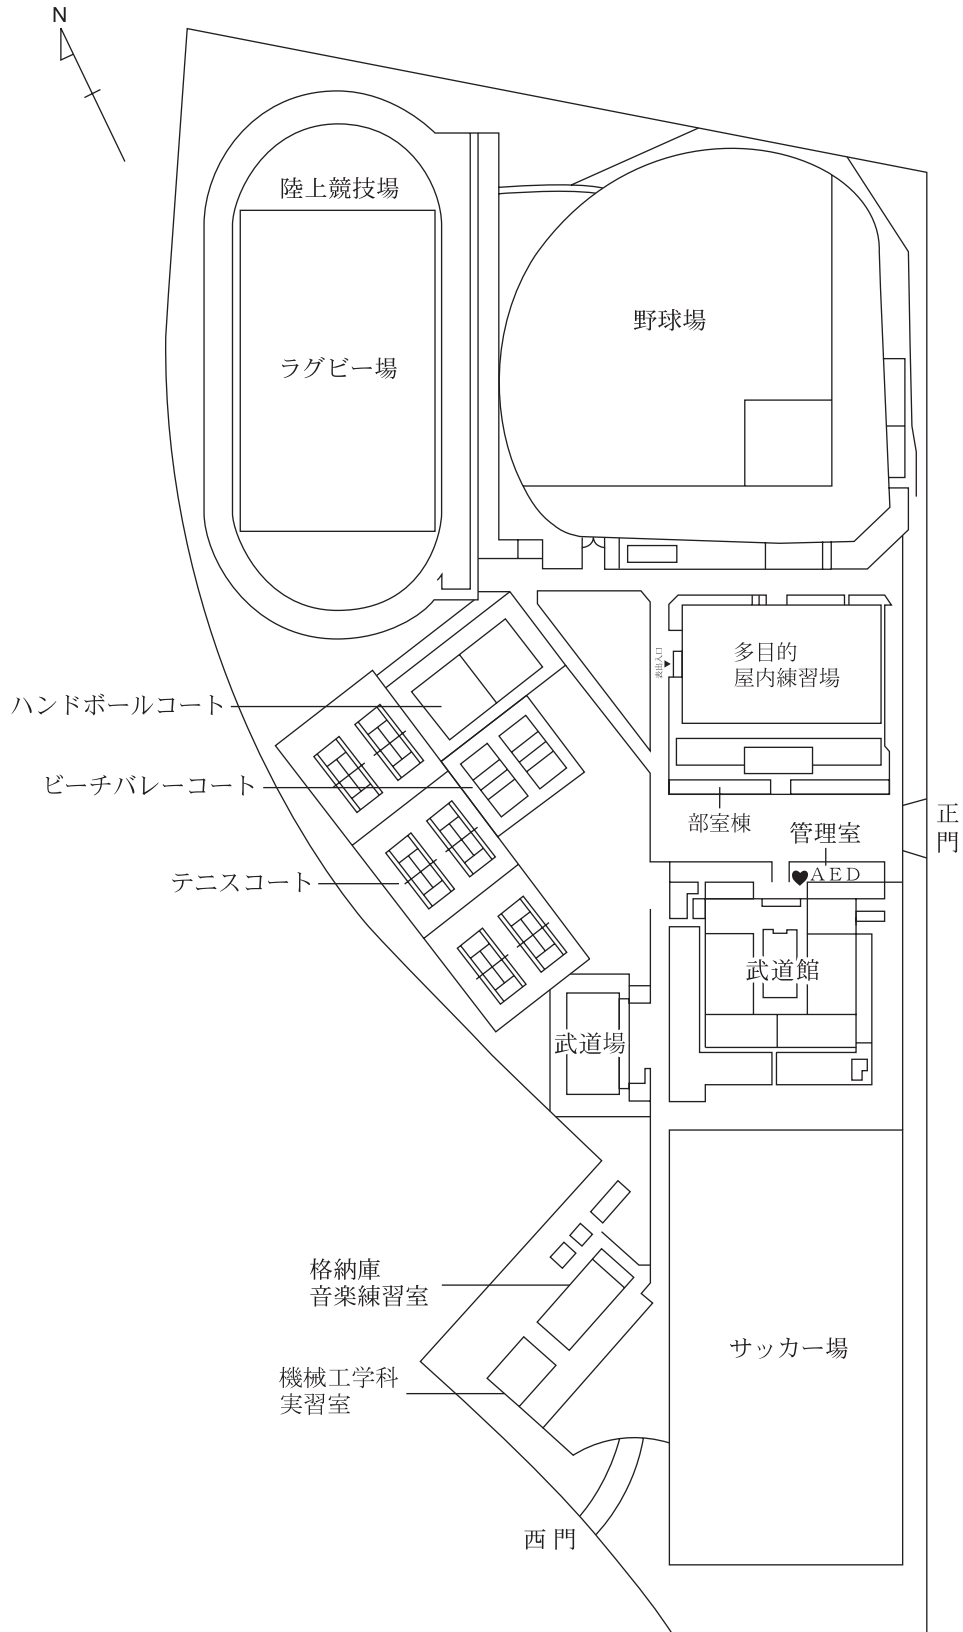 N
陸上競技場
野球場
ラグビー場
多目的
屋内練習場
ハンドボールコート
ビーチバレーコート
部室棟
管理室
正門
AED
テニスコート
武道館
武道場
格納庫
音楽練習室
サッカー場
機械工学科
実習室
西門